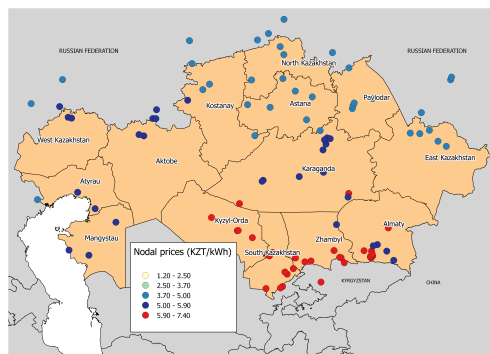 RUSSIAN FEDERATION
RUSSIAN FEDERATION
North Kazakhstan
Kostanay
Astana
Pavlodar
West Kazakhstan
Aktobe
Karaganda
East Kazakhstan
Atyrau
Mangystau
Kyzyl-Orda
Almaty
Zhambyl
South Kazakhstan
KYRGYZSTAN
CHINA
Nodal prices (KZT/kWh)
1.20 - 2.50
2.50 - 3.70
3.70 - 5.00
5.00 - 5.90
5.90 - 7.40